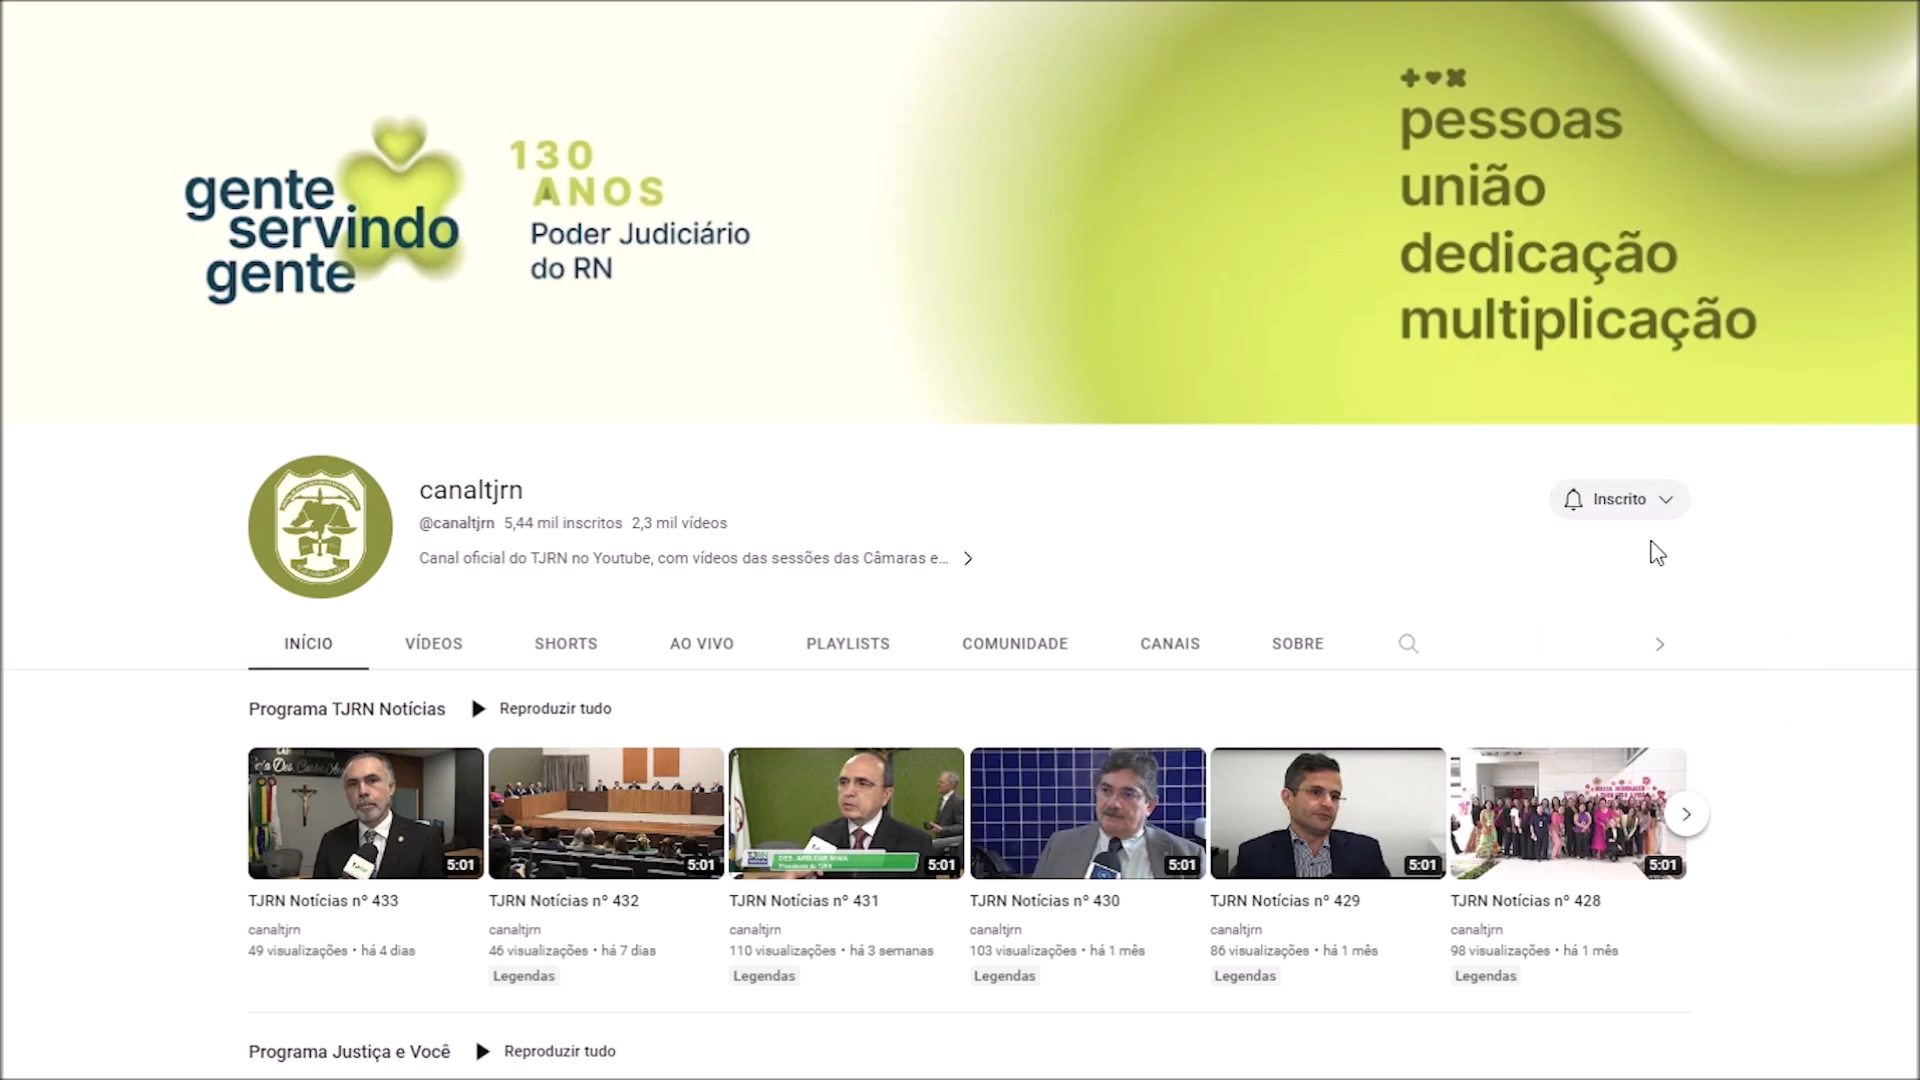 gente
servindo
gente
130
ANOS
Poder Judiciário
do RN
pessoas
união
dedicação
multiplicação
canaltjrn
@canaltjrn 5,44 mil inscritos 2,3 mil vídeos
Canal oficial do TJRN no Youtube, com vídeos das sessões das Câmaras e...
Inscrito
INÍCIO VÍDEOS SHORTS AO VIVO PLAYLISTS COMUNIDADE CANAIS SOBRE
Programa TJRN Notícias Reproduzir tudo
5:01 5:01 5:01 5:01 5:01 5:01
DES. AMÍLCAR MAIA
Presidente do TJRN
TJRN Notícias nº 433 TJRN Notícias nº 432 TJRN Notícias nº 431 TJRN Notícias nº 430 TJRN Notícias nº 429 TJRN Notícias nº 428
canaltjrn canaltjrn canaltjrn canaltjrn canaltjrn canaltjrn
49 visualizações • há 4 dias 46 visualizações • há 7 dias 110 visualizações • há 3 semanas 103 visualizações • há 1 mês 86 visualizações • há 1 mês 98 visualizações • há 1 mês
Legendas Legendas Legendas Legendas Legendas
Programa Justiça e Você Reproduzir tudo